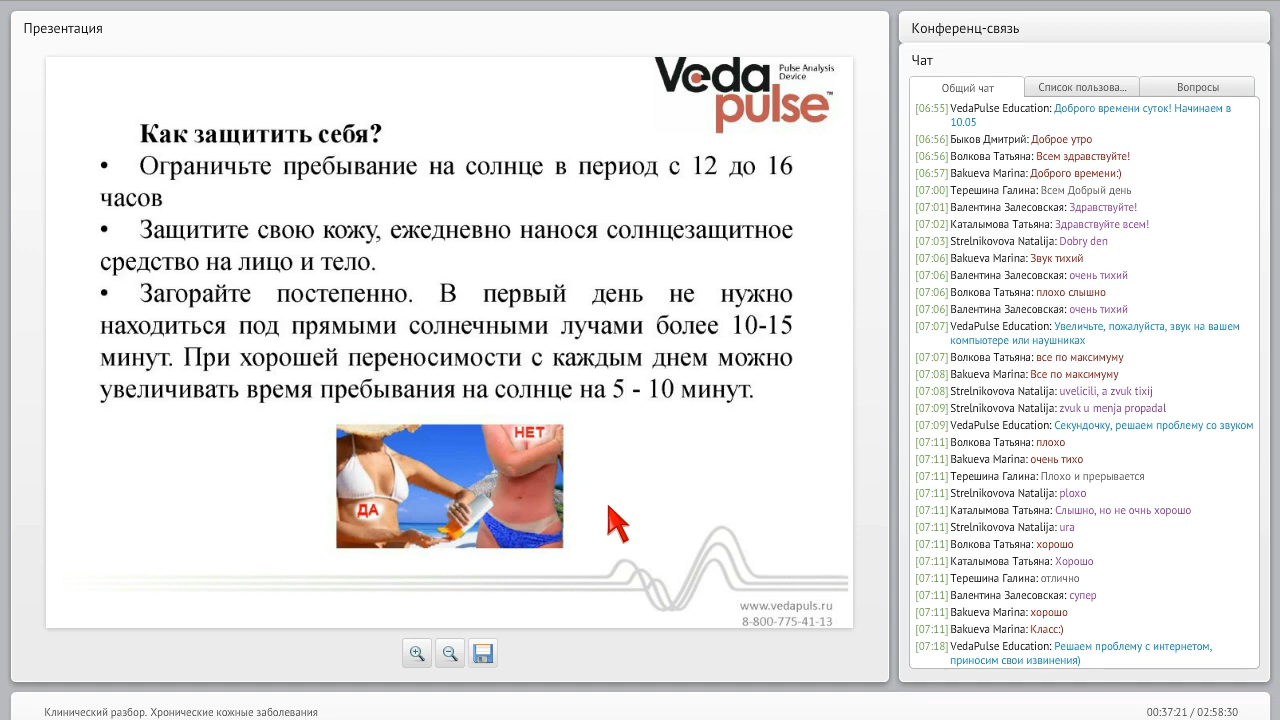 Презентация
Veda Pulse Analysis
Device
pulse™
Как защитить себя?
• Ограничьте пребывание на солнце в период с 12 до 16
часов
• Защитите свою кожу, ежедневно нанося солнцезащитное
средство на лицо и тело.
• Загорайте постепенно. В первый день не нужно
находиться под прямыми солнечными лучами более 10-15
минут. При хорошей переносимости с каждым днем можно
увеличивать время пребывания на солнце на 5 - 10 минут.
НЕТ
ДА
www.vedapuls.ru
8-800-775-41-13
Конференц-связь
Чат
Общий чат
Список пользова...
Вопросы
[06:55] VedaPulse Education: Доброго времени суток! Начинаем в
10.05
[06:56] Быков Дмитрий: Доброе утро
[06:56] Волкова Татьяна: Всем здравствуйте!
[06:57] Bakueva Marina: Доброго времени:)
[07:00] Терешина Галина: Всем Добрый день
[07:01] Валентина Залесовская: Здравствуйте!
[07:02] Каталымова Татьяна: Здравствуйте всем!
[07:03] Strelnikovova Natalija: Dobry den
[07:06] Bakueva Marina: Звук тихий
[07:06] Валентина Залесовская: очень тихий
[07:06] Волкова Татьяна: плохо слышно
[07:06] Валентина Залесовская: очень тихий
[07:07] VedaPulse Education: Увеличьте, пожалуйста, звук на вашем
компьютере или наушниках
[07:07] Волкова Татьяна: все по максимуму
[07:08] Bakueva Marina: Все по максимуму
[07:08] Strelnikovova Natalija: uvelicili, a zvuk tixij
[07:09] Strelnikovova Natalija: zvuk u menja propadal
[07:09] VedaPulse Education: Секундочку, решаем проблему со звуком
[07:11] Волкова Татьяна: плохо
[07:11] Bakueva Marina: очень тихо
[07:11] Терешина Галина: Плохо и прерывается
[07:11] Strelnikovova Natalija: ploxo
[07:11] Каталымова Татьяна: Слышно, но не очнь хорошо
[07:11] Strelnikovova Natalija: ura
[07:11] Волкова Татьяна: хорошо
[07:11] Каталымова Татьяна: Хорошо
[07:11] Терешина Галина: отлично
[07:11] Валентина Залесовская: супер
[07:11] Bakueva Marina: хорошо
[07:11] Bakueva Marina: Класс:)
[07:18] VedaPulse Education: Решаем проблему с интернетом,
приносим свои извинения)
Клинический разбор. Хронические кожные заболевания
00:37:21 / 02:58:30